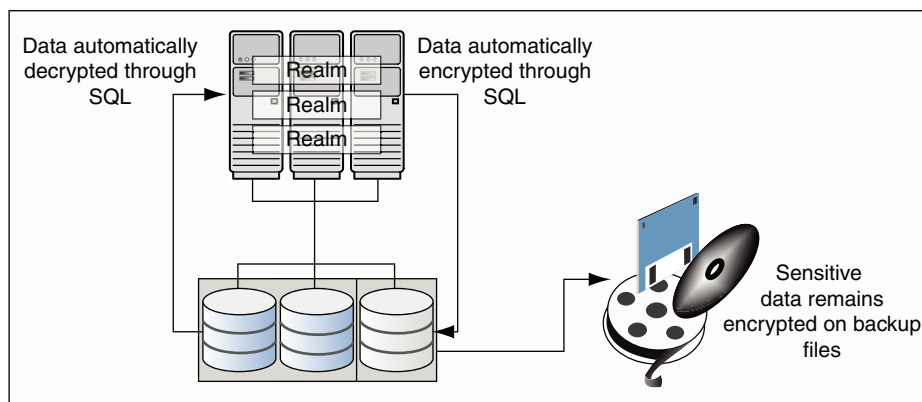 Data automatically
decrypted through
SQL
Realm
Realm
Realm
Data automatically
encrypted through
SQL
Sensitive
data remains
encrypted on backup
files